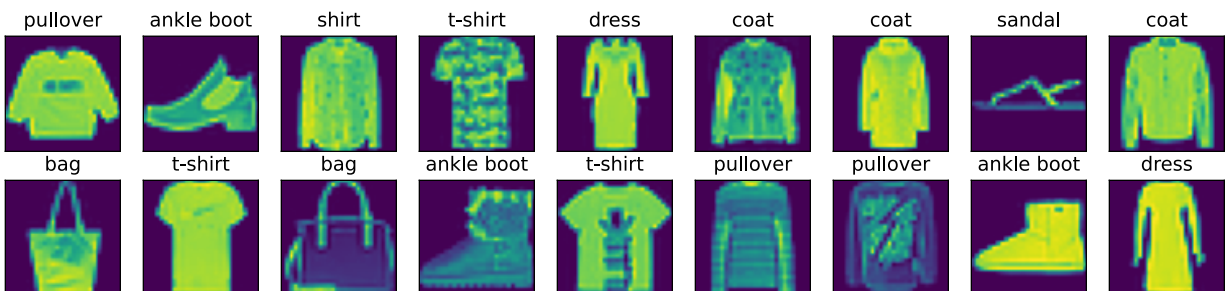 pullover ankle boot shirt t-shirt dress coat coat sandal coat
bag t-shirt bag ankle boot t-shirt pullover pullover ankle boot dress